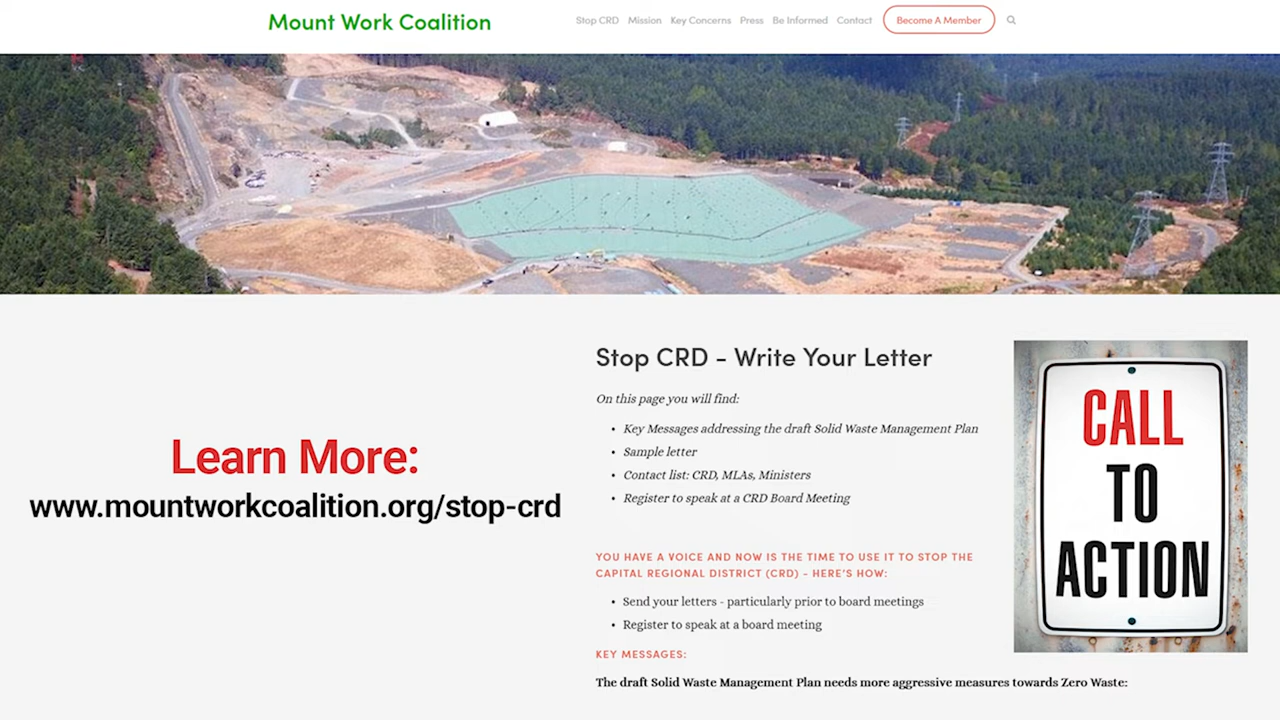 Mount Work Coalition
Stop CRD Mission Key Concerns Press Be Informed Contact Become A Member
Learn More:
www.mountworkcoalition.org/stop-crd
Stop CRD - Write Your Letter
On this page you will find:
• Key Messages addressing the draft Solid Waste Management Plan
• Sample letter
• Contact list: CRD, MLAs, Ministers
• Register to speak at a CRD Board Meeting
YOU HAVE A VOICE AND NOW IS THE TIME TO USE IT TO STOP THE
CAPITAL REGIONAL DISTRICT (CRD) - HERE'S HOW:
• Send your letters - particularly prior to board meetings
• Register to speak at a board meeting
KEY MESSAGES:
The draft Solid Waste Management Plan needs more aggressive measures towards Zero Waste:
CALL
TO
ACTION